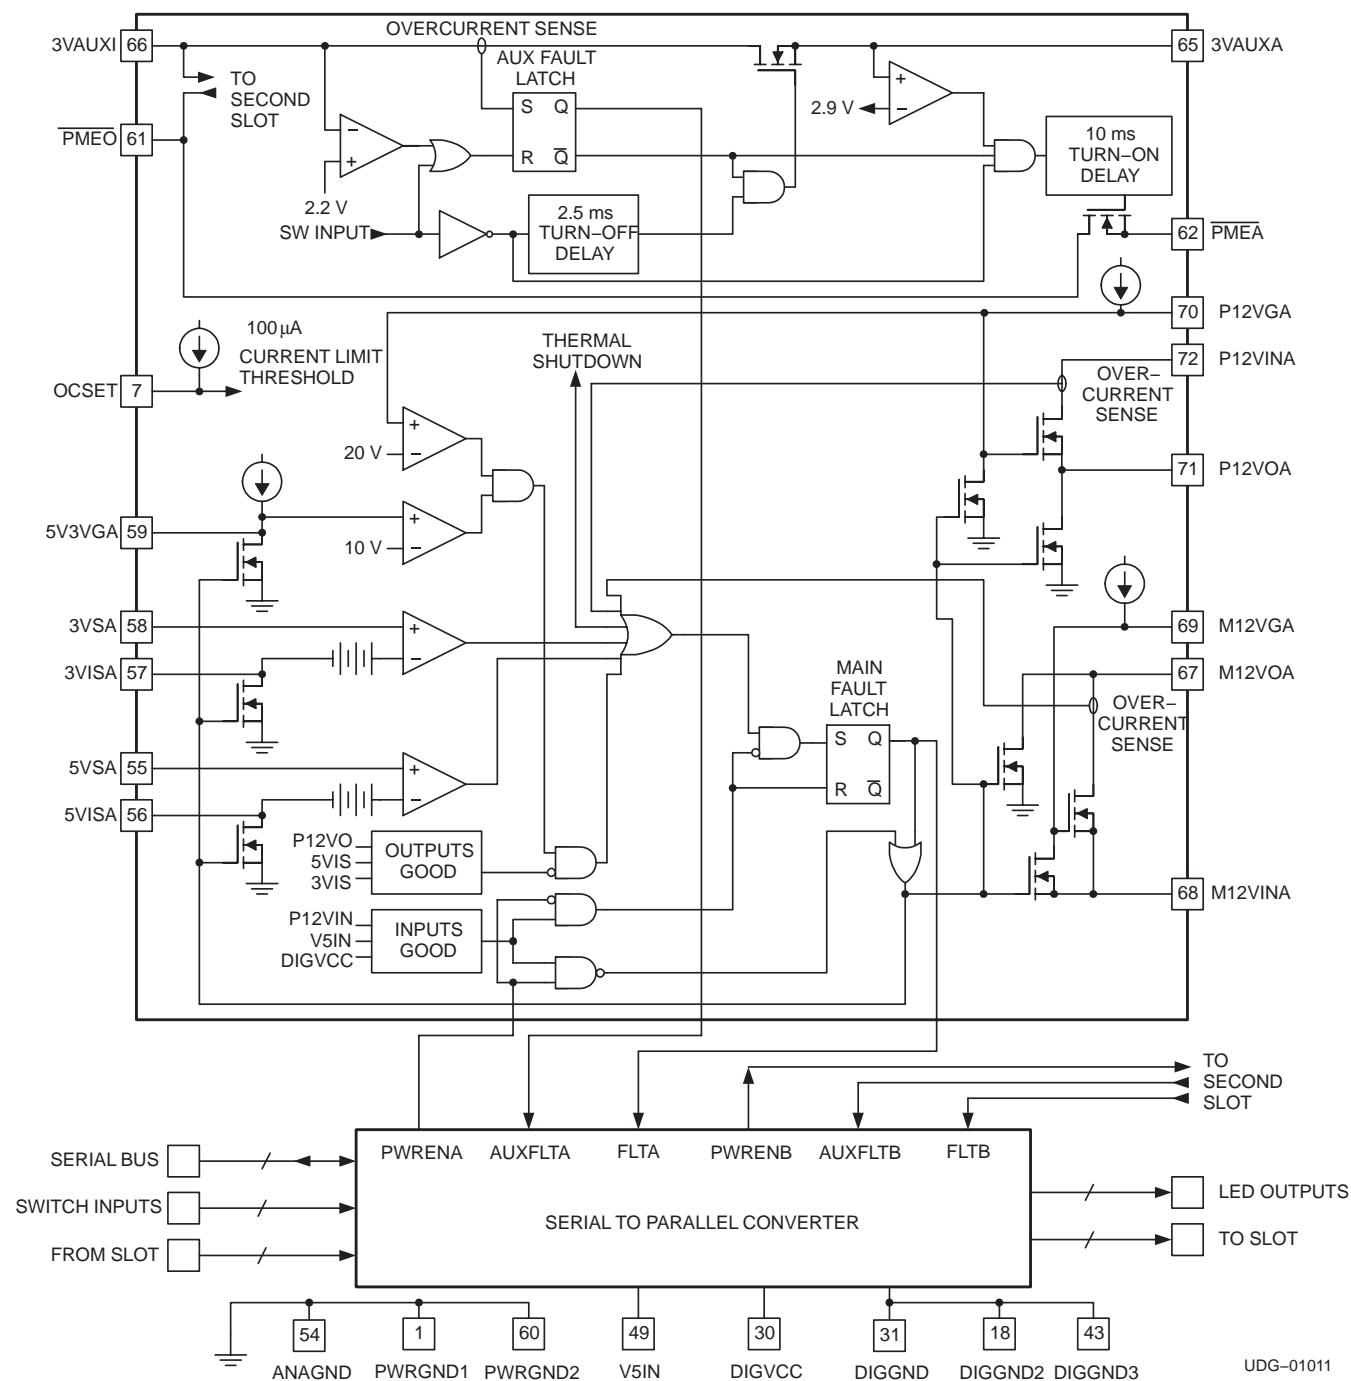 OVERCURRENT SENSE
3VAUXI 66
65 3VAUXA
AUX FAULT
LATCH
TO
SECOND
SLOT
S Q
R Q̅
2.9 V
+
−
P̅M̅E̅O̅ 61
−
+
2.2 V
10 ms
TURN−ON
DELAY
SW INPUT
2.5 ms
TURN−OFF
DELAY
62 P̅M̅E̅A̅
70 P12VGA
100 µA
CURRENT LIMIT
THRESHOLD
THERMAL
SHUTDOWN
72 P12VINA
OVER−
CURRENT
SENSE
OCSET 7
+
20 V −
71 P12VOA
5V3VGA 59
+
10 V −
3VSA 58
+
−
69 M12VGA
3VISA 57
MAIN
FAULT
LATCH
67 M12VOA
OVER−
CURRENT
SENSE
S Q
R Q̅
5VSA 55
+
−
5VISA 56
P12VO
5VIS
3VIS
OUTPUTS
GOOD
68 M12VINA
P12VIN
V5IN
DIGVCC
INPUTS
GOOD
TO
SECOND
SLOT
PWRENA AUXFLTA FLTA PWRENB AUXFLTB FLTB
SERIAL BUS
SWITCH INPUTS
FROM SLOT
SERIAL TO PARALLEL CONVERTER
LED OUTPUTS
TO SLOT
54 1 60 49 30 31 18 43
ANAGND PWRGND1 PWRGND2 V5IN DIGVCC DIGGND DIGGND2 DIGGND3
UDG−01011